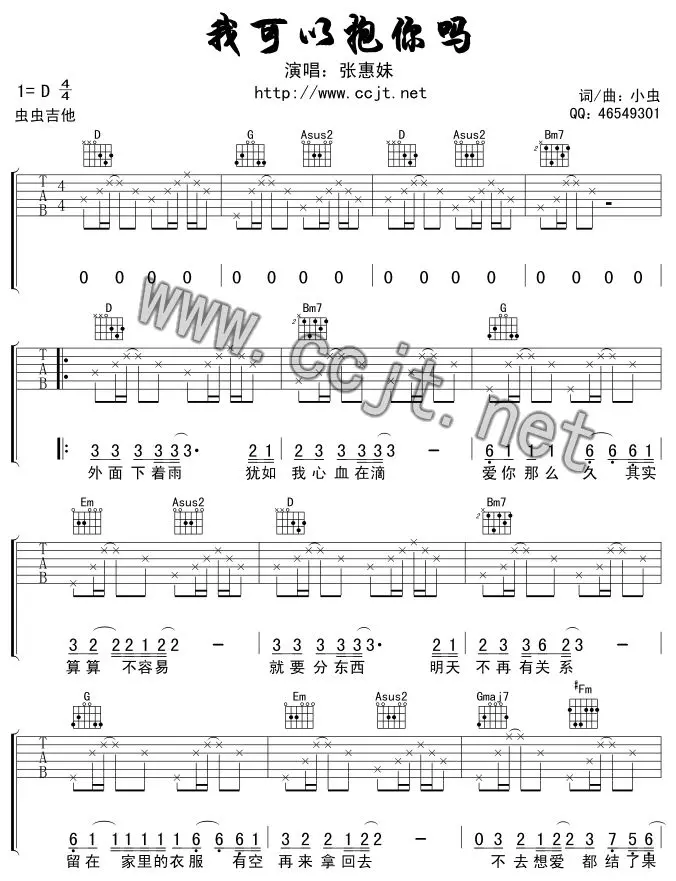 我可以抱你吗
演唱：张惠妹
1= D 4/4
http://www.ccjt.net
词/曲：小虫
虫虫吉他
QQ：46549301
D G Asus2 D Asus2 Bm7
2
T A B 4 4
0 0 0 0 0 0 0 0 0 0 0 0 0 0 0 0
www.ccjt.net
D Bm7 G
2
T A B
3 3 3 3 3 3 3· 2 1 2 3 3 3 3 2 1 6 1 1 1 6 6 6 1
外面下着雨 犹如 我心血在滴 爱你那么久 其实
Em Asus2 D Bm7
2
T A B
3 2 2 2 1 2 2 – 3 3 3 3 3 3 3· 2 1 2 3 3 6 2 3 –
算算 不容易 就要分东西 明天 不再有关系
G Em Asus2 Gmaj7 #Fm
T A B
6 1 1 1 1 1 6 6 6 1 3 2 2 2 1 2 2 – 0 3 2 1 2 3 7 5 6
留在 家里的衣服 有空 再来拿回去 不去想爱 都结了果